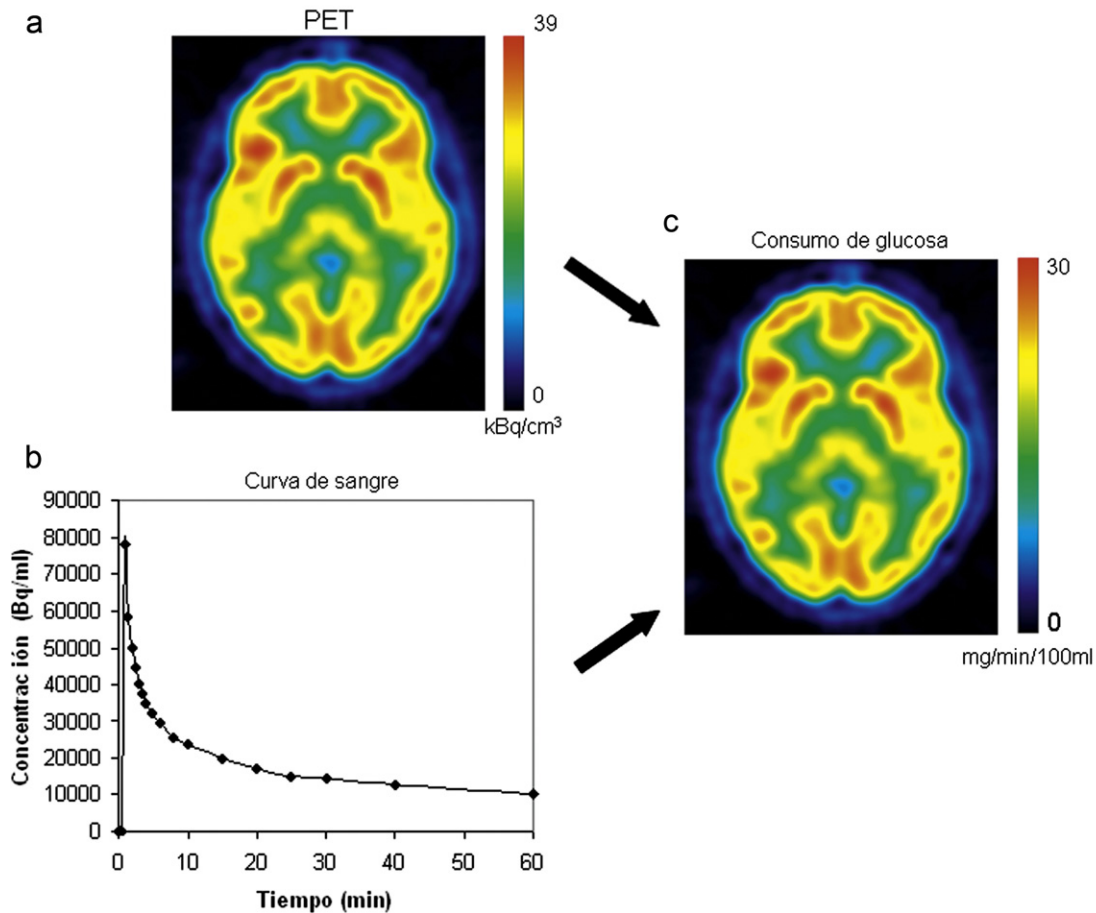 a
PET
39
0
kBq/cm³
b
Curva de sangre
Concentrac ión (Bq/ml)
90000
80000
70000
60000
50000
40000
30000
20000
10000
0
0 10 20 30 40 50 60
Tiempo (min)
c
Consumo de glucosa
30
0
mg/min/100ml